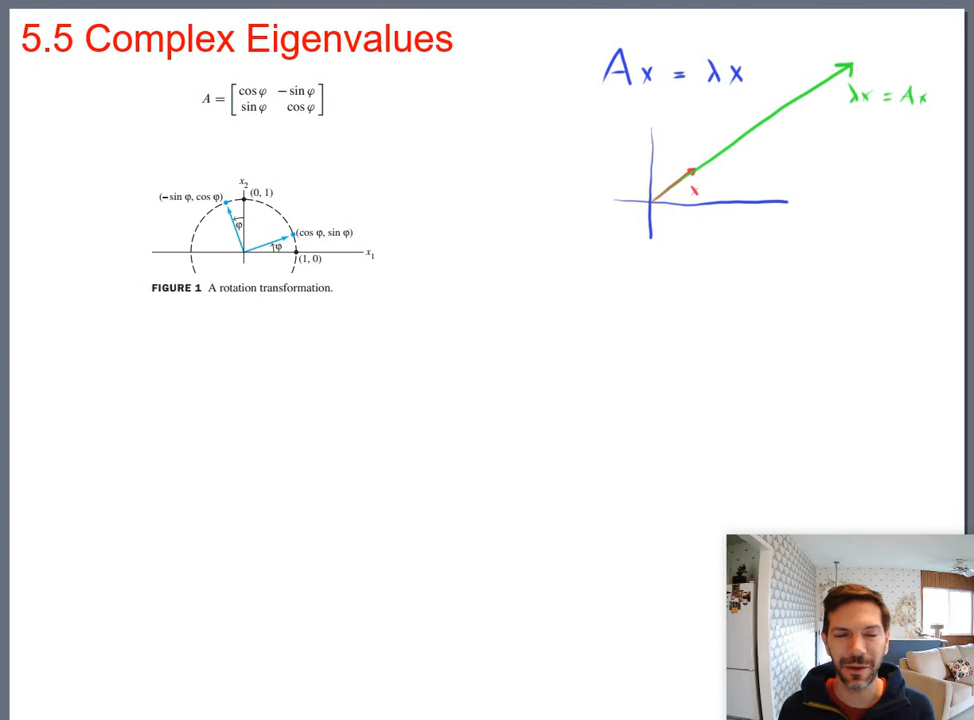 5.5 Complex Eigenvalues
A = [cos φ −sin φ
sin φ cos φ]
Ax = λx
λx = Ax
x
x₂
(−sin φ, cos φ)
(0, 1)
φ
(cos φ, sin φ)
φ
x₁
(1, 0)
FIGURE 1 A rotation transformation.